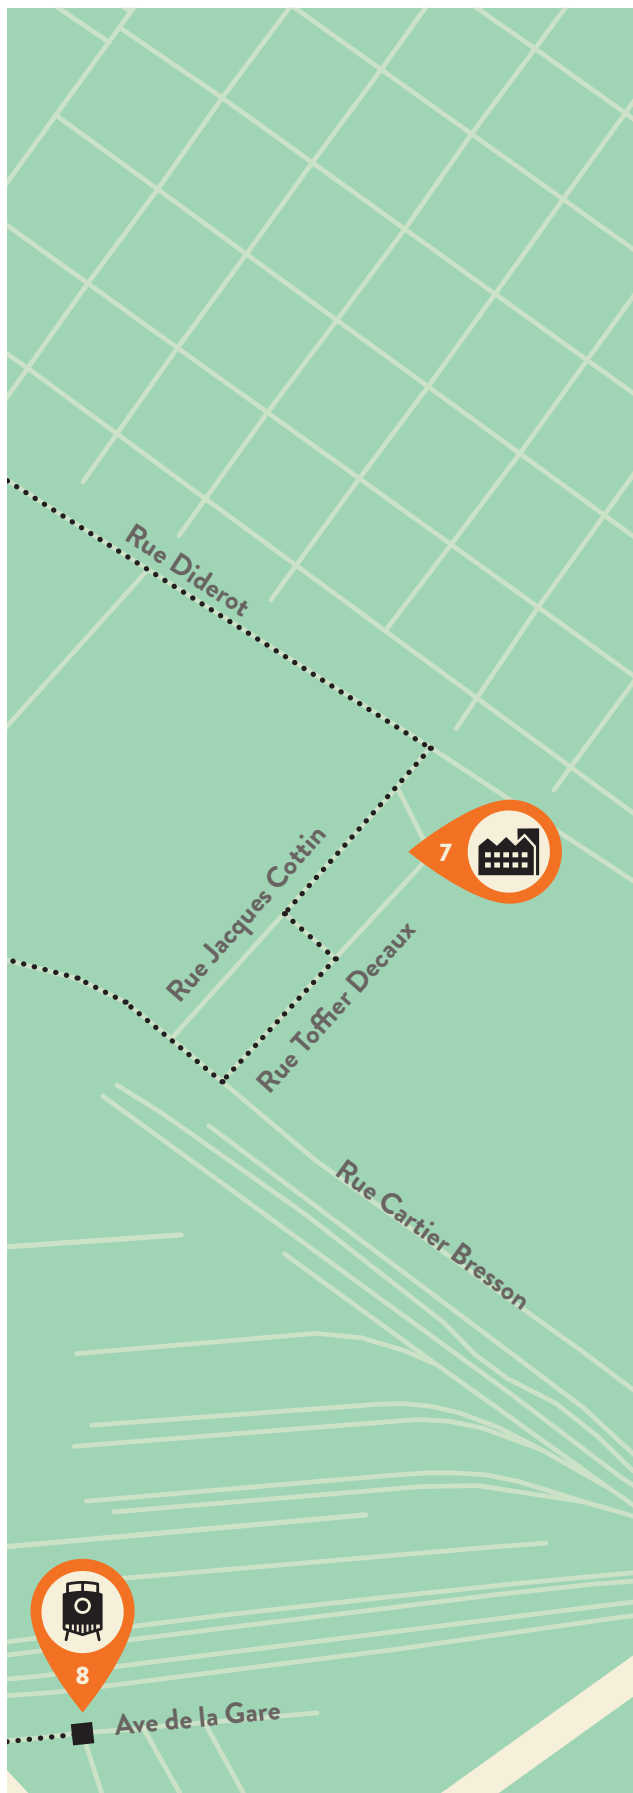 Rue Diderot
7
Rue Jacques Cottin
Rue Toffier Decaux
Rue Cartier Bresson
8
Ave de la Gare